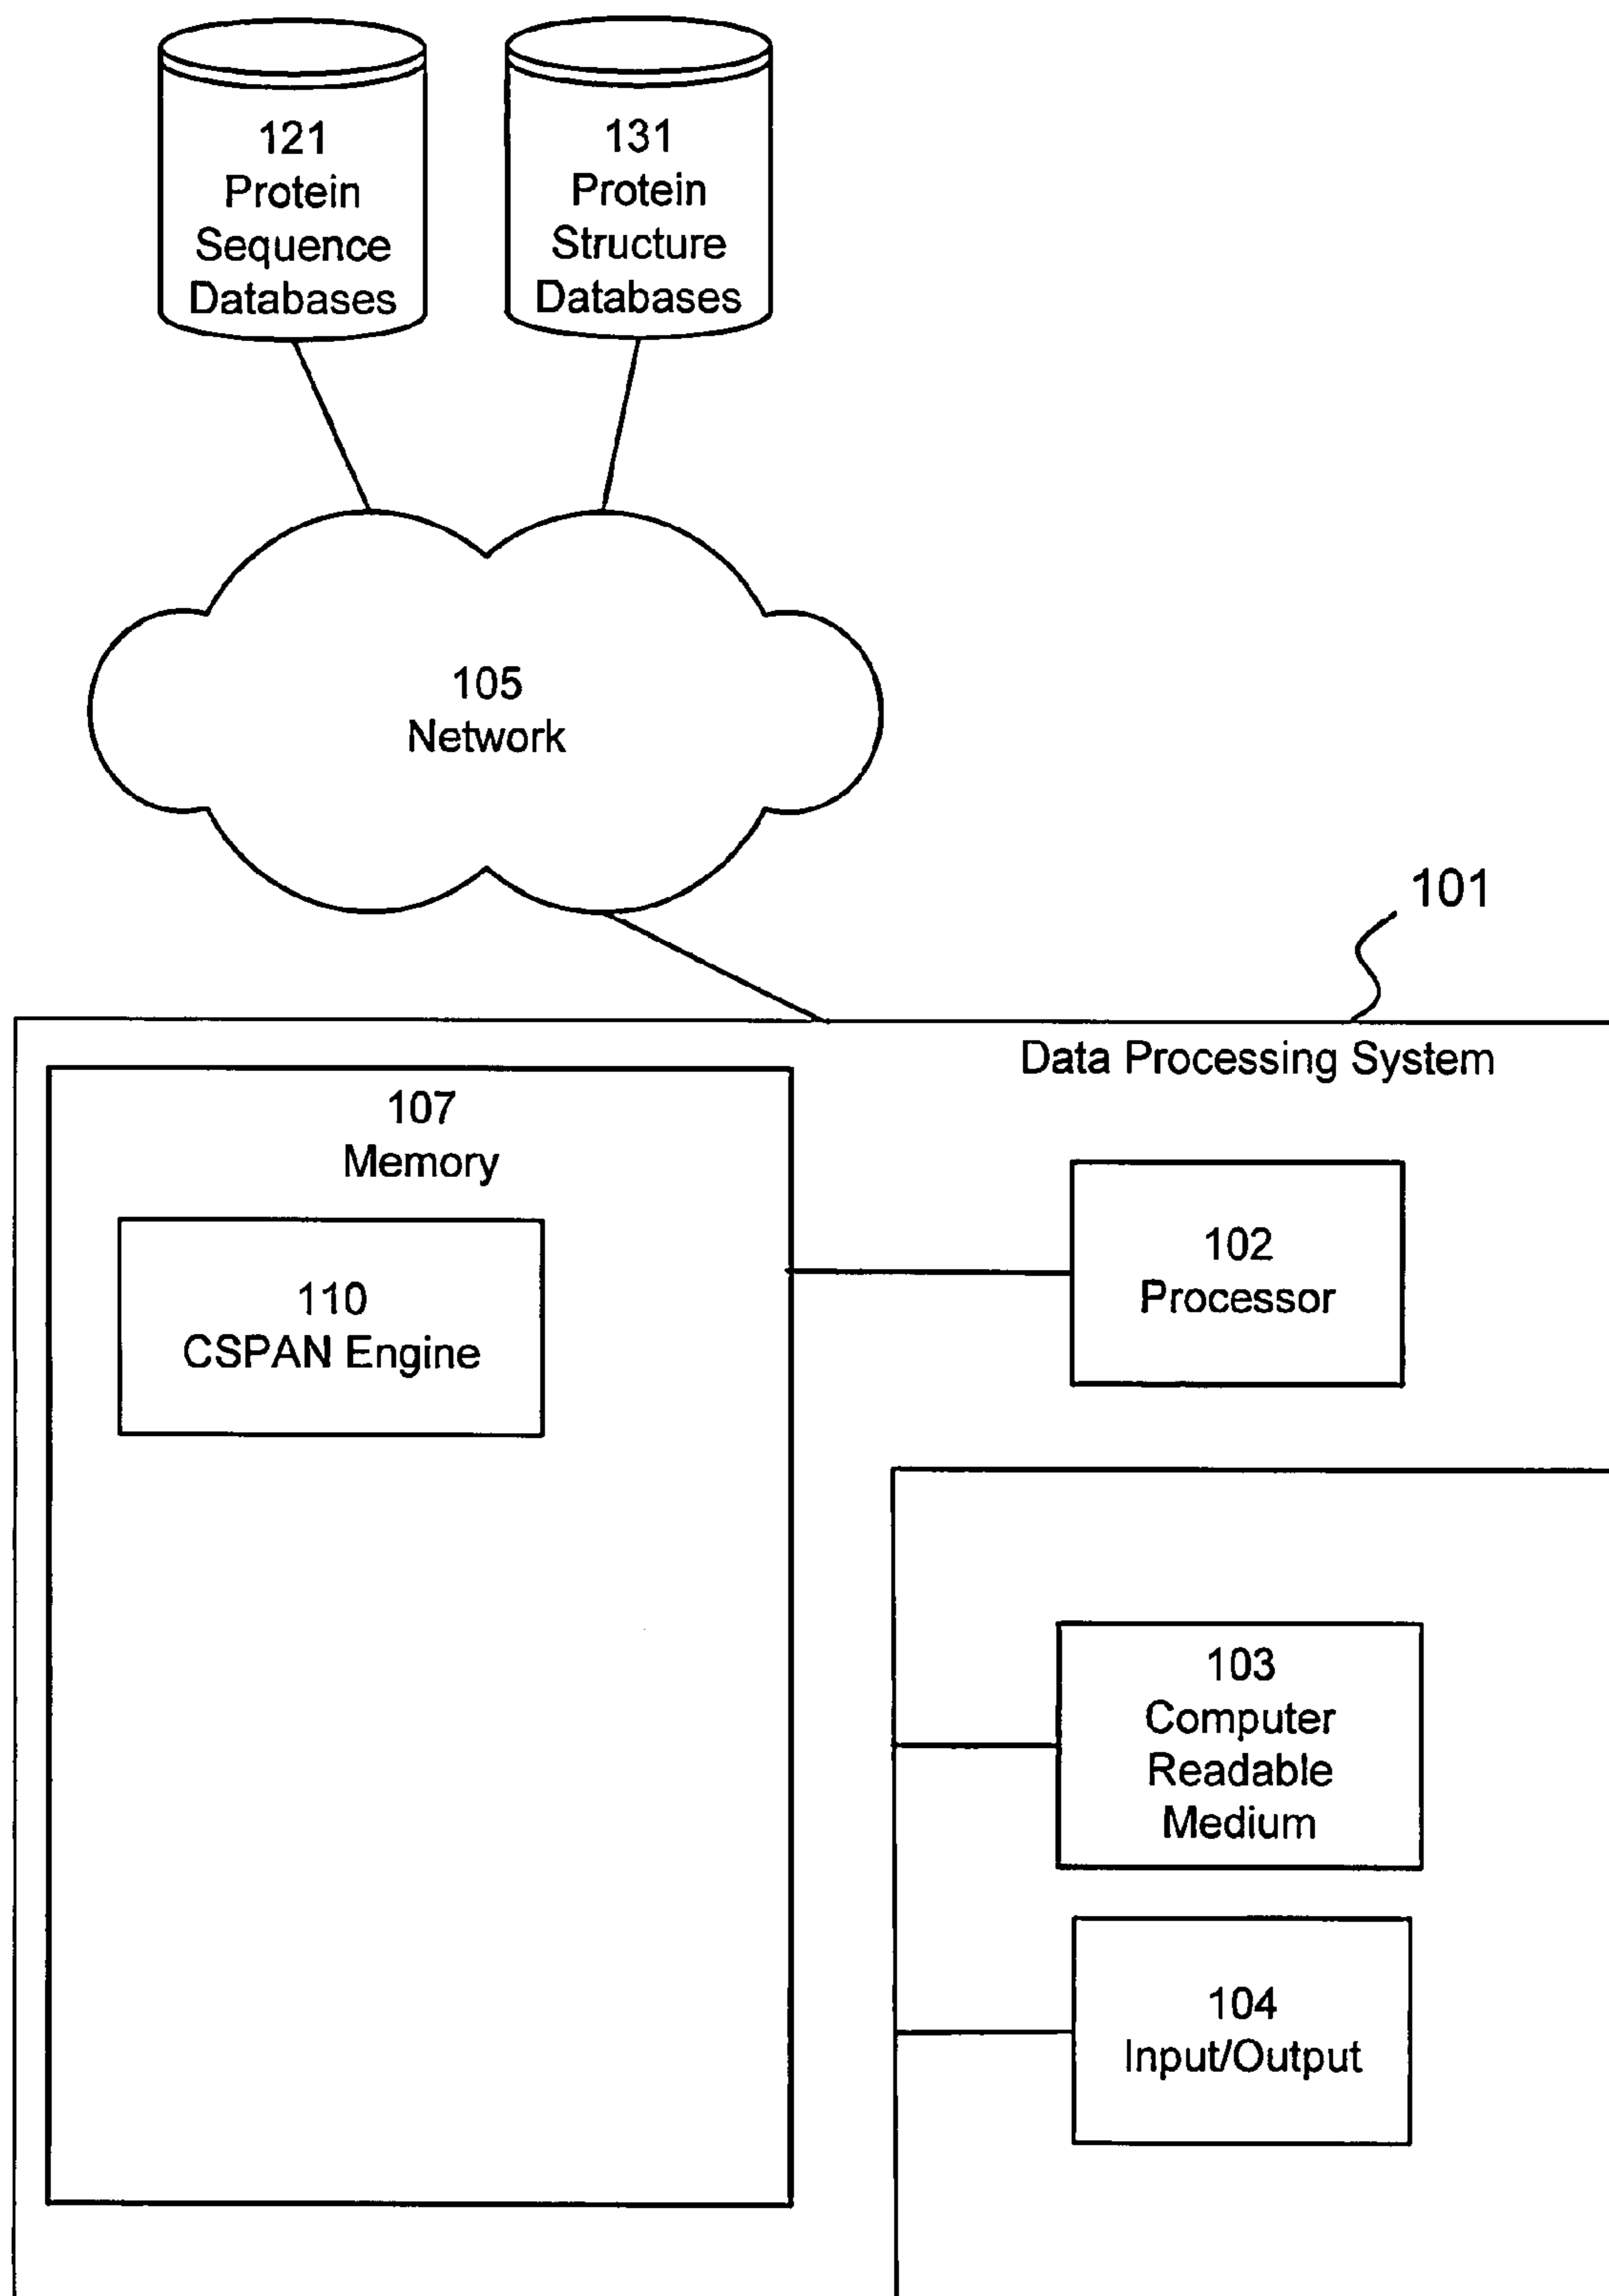 121
Protein
Sequence
Databases
131
Protein
Structure
Databases
105
Network
101
Data Processing System
107
Memory
110
CSPAN Engine
102
Processor
103
Computer
Readable
Medium
104
Input/Output